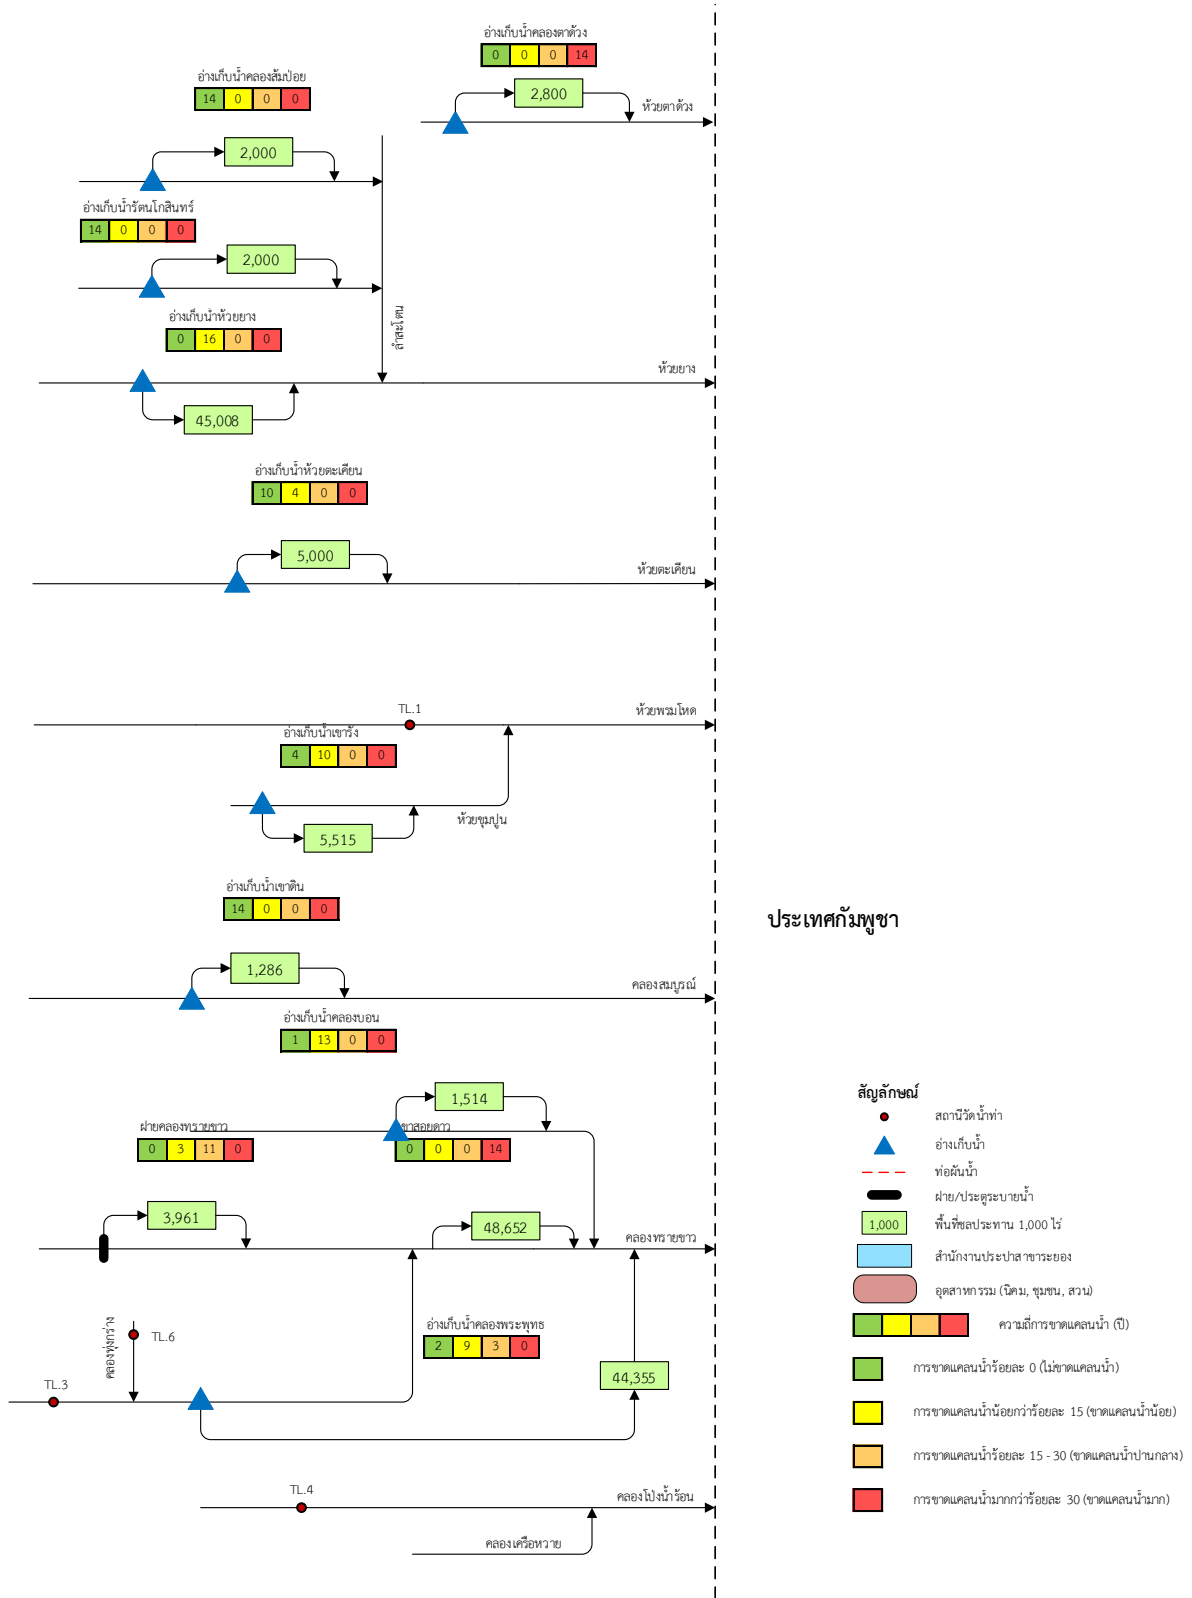 อ่างเก็บน้ำคลองตาด้วง
0 0 0 14
2,800
ห้วยตาด้วง
อ่างเก็บน้ำคลองส้มป่อย
14 0 0 0
2,000
อ่างเก็บน้ำรัตนโกสินทร์
14 0 0 0
2,000
ลำสะโตน
อ่างเก็บน้ำห้วยยาง
0 16 0 0
ห้วยยาง
45,008
อ่างเก็บน้ำห้วยตะเคียน
10 4 0 0
5,000
ห้วยตะเคียน
TL.1
ห้วยพรมโหด
อ่างเก็บน้ำเขารัง
4 10 0 0
ห้วยชุมปูน
5,515
อ่างเก็บน้ำเขาดิน
14 0 0 0
ประเทศกัมพูชา
1,286
คลองสมบูรณ์
อ่างเก็บน้ำคลองบอน
1 13 0 0
1,514
ฝายคลองทรายขาว
0 3 11 0
ขาสอยดาว
0 0 0 14
3,961
48,652
คลองทรายขาว
อ่างเก็บน้ำคลองพระพุทธ
2 9 3 0
คลองทุ่งกร่าง
TL.6
TL.3
44,355
TL.4
คลองโป่งน้ำร้อน
คลองเครือหวาย
สัญลักษณ์
สถานีวัดน้ำท่า
อ่างเก็บน้ำ
ท่อผันน้ำ
ฝาย/ประตูระบายน้ำ
1,000 พื้นที่ชลประทาน 1,000 ไร่
สำนักงานประปาสาขาระยอง
อุตสาหกรรม (นิคม, ชุมชน, สวน)
ความถี่การขาดแคลนน้ำ (ปี)
การขาดแคลนน้ำร้อยละ 0 (ไม่ขาดแคลนน้ำ)
การขาดแคลนน้ำน้อยกว่าร้อยละ 15 (ขาดแคลนน้ำน้อย)
การขาดแคลนน้ำร้อยละ 15 - 30 (ขาดแคลนน้ำปานกลาง)
การขาดแคลนน้ำมากกว่าร้อยละ 30 (ขาดแคลนน้ำมาก)